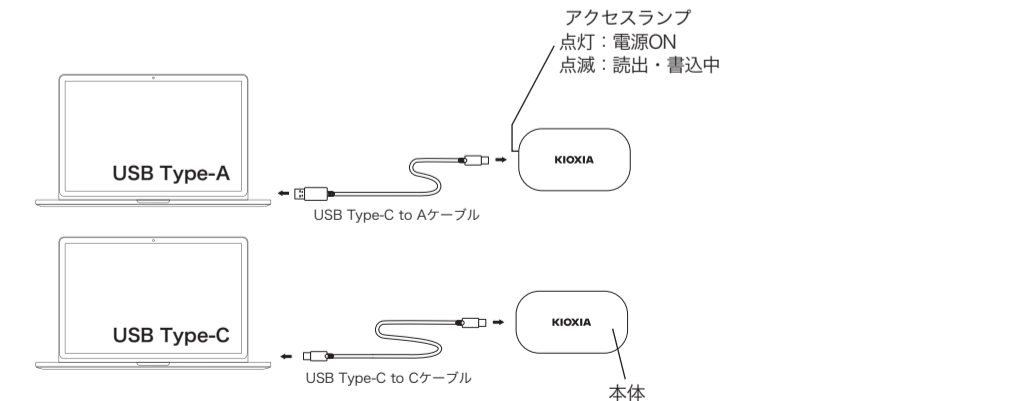 アクセスランプ
点灯：電源ON
点滅：読出・書込中
USB Type-A
KIOXIA
USB Type-C to Aケーブル
USB Type-C
KIOXIA
USB Type-C to Cケーブル
本体